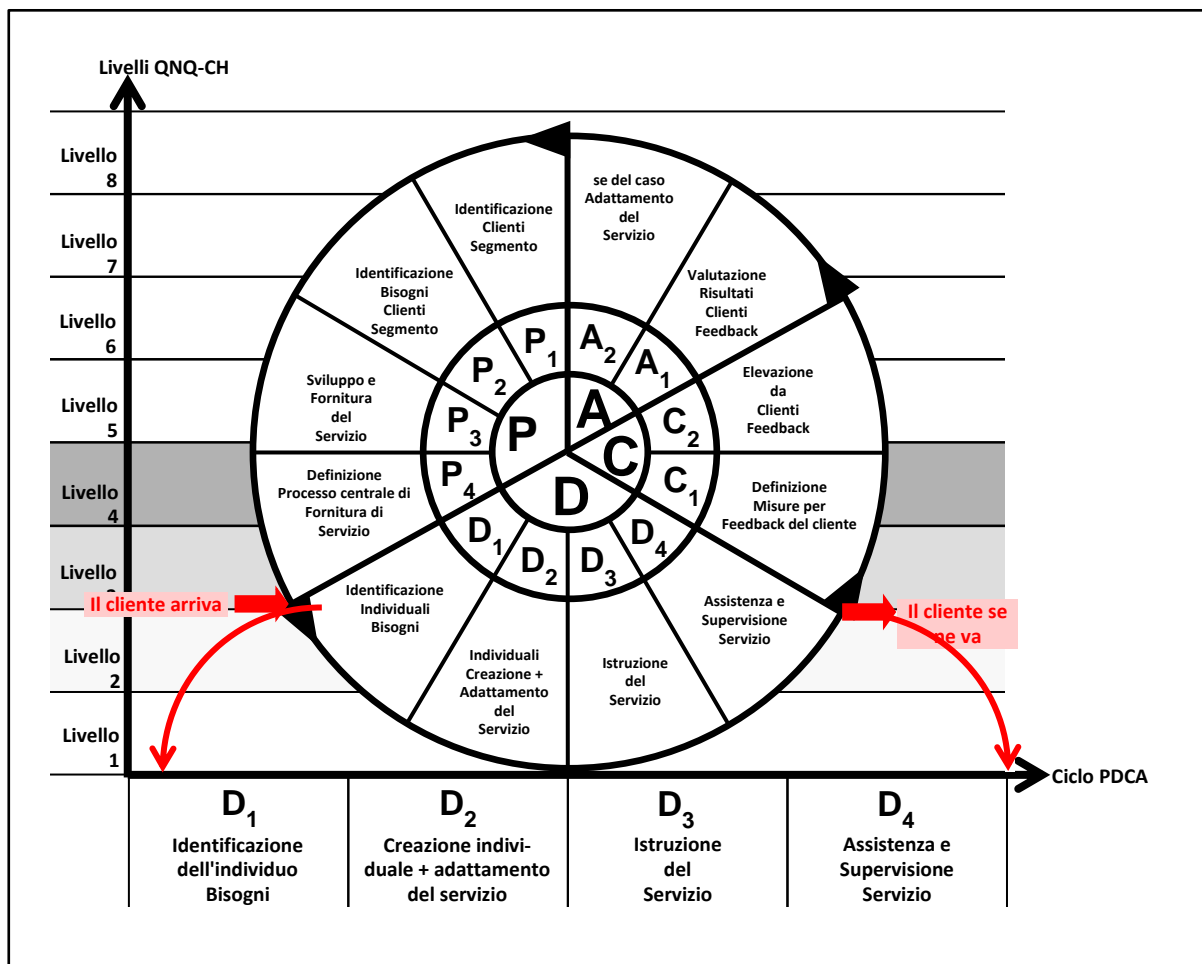 Livelli QNQ-CH
Livello
8
Livello
7
Livello
6
Livello
5
Livello
4
Livello
Livello
2
Livello
1
se del caso
Adattamento
del
Servizio
Identificazione
Clienti
Segmento
Valutazione
Risultati
Clienti
Feedback
Identificazione
Bisogni
Clienti
Segmento
Elevazione
da
Clienti
Feedback
Sviluppo e
Fornitura
del
Servizio
Definizione
Processo centrale di
Fornitura di
Servizio
Definizione
Misure per
Feedback del cliente
Identificazione
Individuali
Bisogni
Individuali
Creazione +
Adattamento
del
Servizio
Istruzione
del
Servizio
Assistenza e
Supervisione
Servizio
P1
A2
P2
A1
P3
C2
P4
C1
D1
D2
D3
D4
P
A
C
D
Il cliente arriva
Il cliente se
ne va
Ciclo PDCA
D1
Identificazione
dell'individuo
Bisogni
D2
Creazione indivi-
duale + adattamento
del servizio
D3
Istruzione
del
Servizio
D4
Assistenza e
Supervisione
Servizio